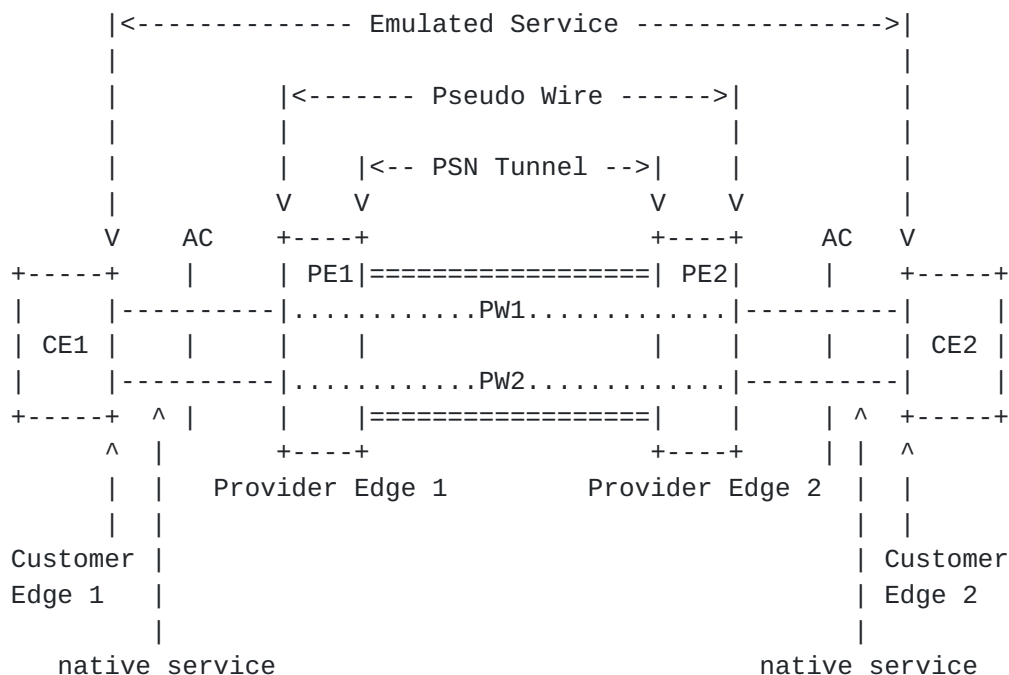 |<-------------- Emulated Service ---------------->|
|<------- Pseudo Wire ------>|
|<-- PSN Tunnel -->|
V V V V
V AC AC V
PE1 PE2
PW1
CE1 CE2
PW2
Provider Edge 1 Provider Edge 2
Customer Customer
Edge 1 Edge 2
native service native service